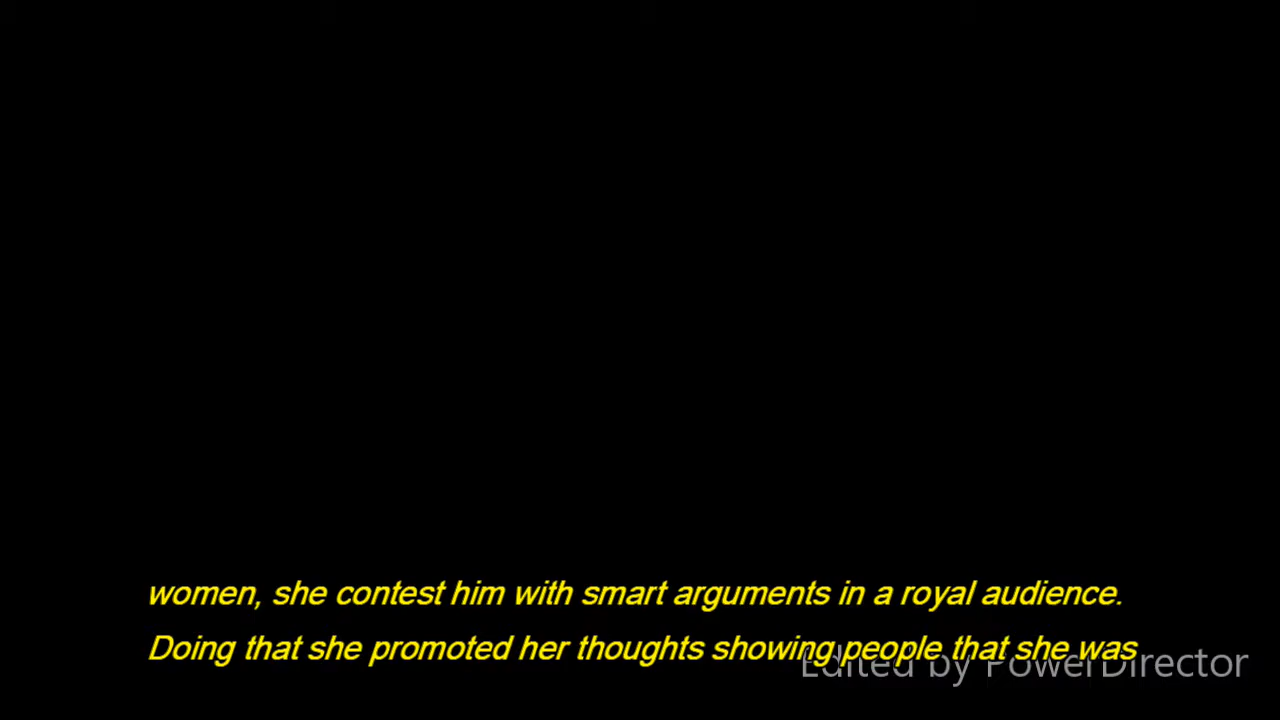 women, she contest him with smart arguments in a royal audience.
Doing that she promoted her thoughts showing people that she was
Edited by PowerDirector